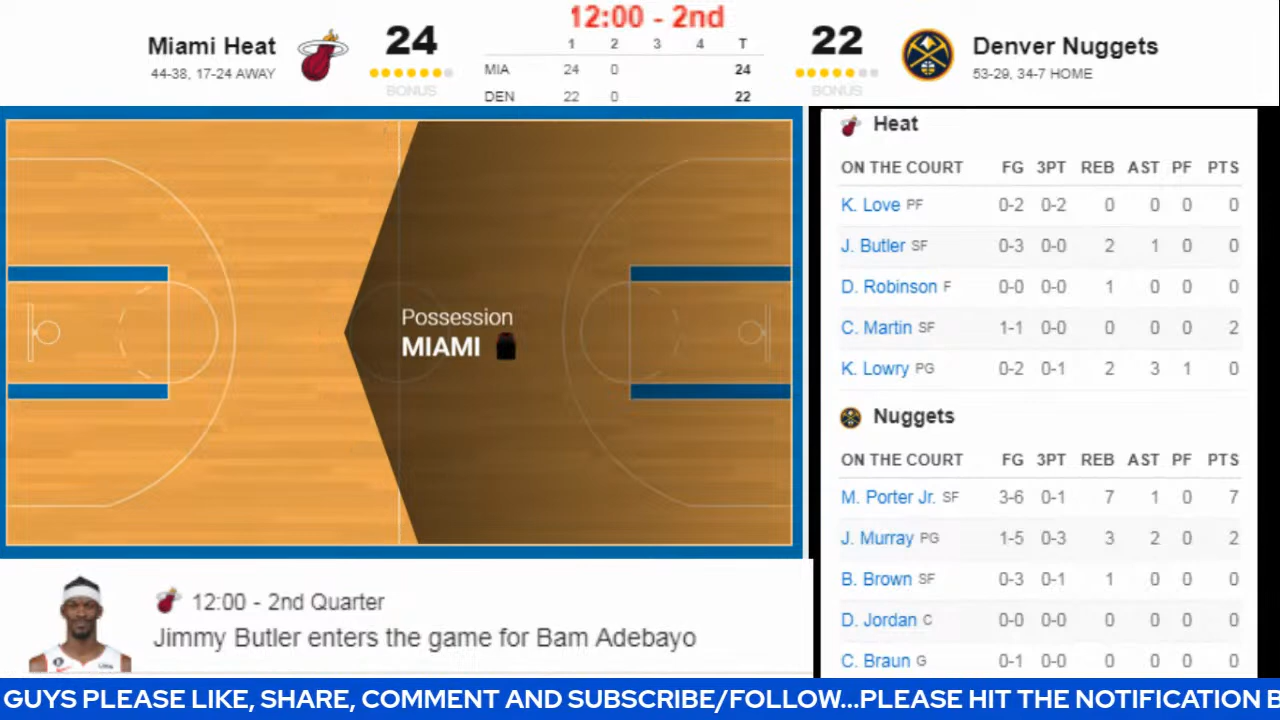 12:00 - 2nd
Miami Heat
44-38, 17-24 AWAY
24
BONUS
1 2 3 4 T
MIA 24 0 24
DEN 22 0 22
22
BONUS
Denver Nuggets
53-29, 34-7 HOME
Possession
MIAMI
12:00 - 2nd Quarter
Jimmy Butler enters the game for Bam Adebayo
Heat
ON THE COURT FG 3PT REB AST PF PTS
K. Love PF 0-2 0-2 0 0 0 0
J. Butler SF 0-3 0-0 2 1 0 0
D. Robinson F 0-0 0-0 1 0 0 0
C. Martin SF 1-1 0-0 0 0 0 2
K. Lowry PG 0-2 0-1 2 3 1 0
Nuggets
ON THE COURT FG 3PT REB AST PF PTS
M. Porter Jr. SF 3-6 0-1 7 1 0 7
J. Murray PG 1-5 0-3 3 2 0 2
B. Brown SF 0-3 0-1 1 0 0 0
D. Jordan C 0-0 0-0 0 0 0 0
C. Braun G 0-1 0-0 0 0 0 0
GUYS PLEASE LIKE, SHARE, COMMENT AND SUBSCRIBE/FOLLOW...PLEASE HIT THE NOTIFICATION B